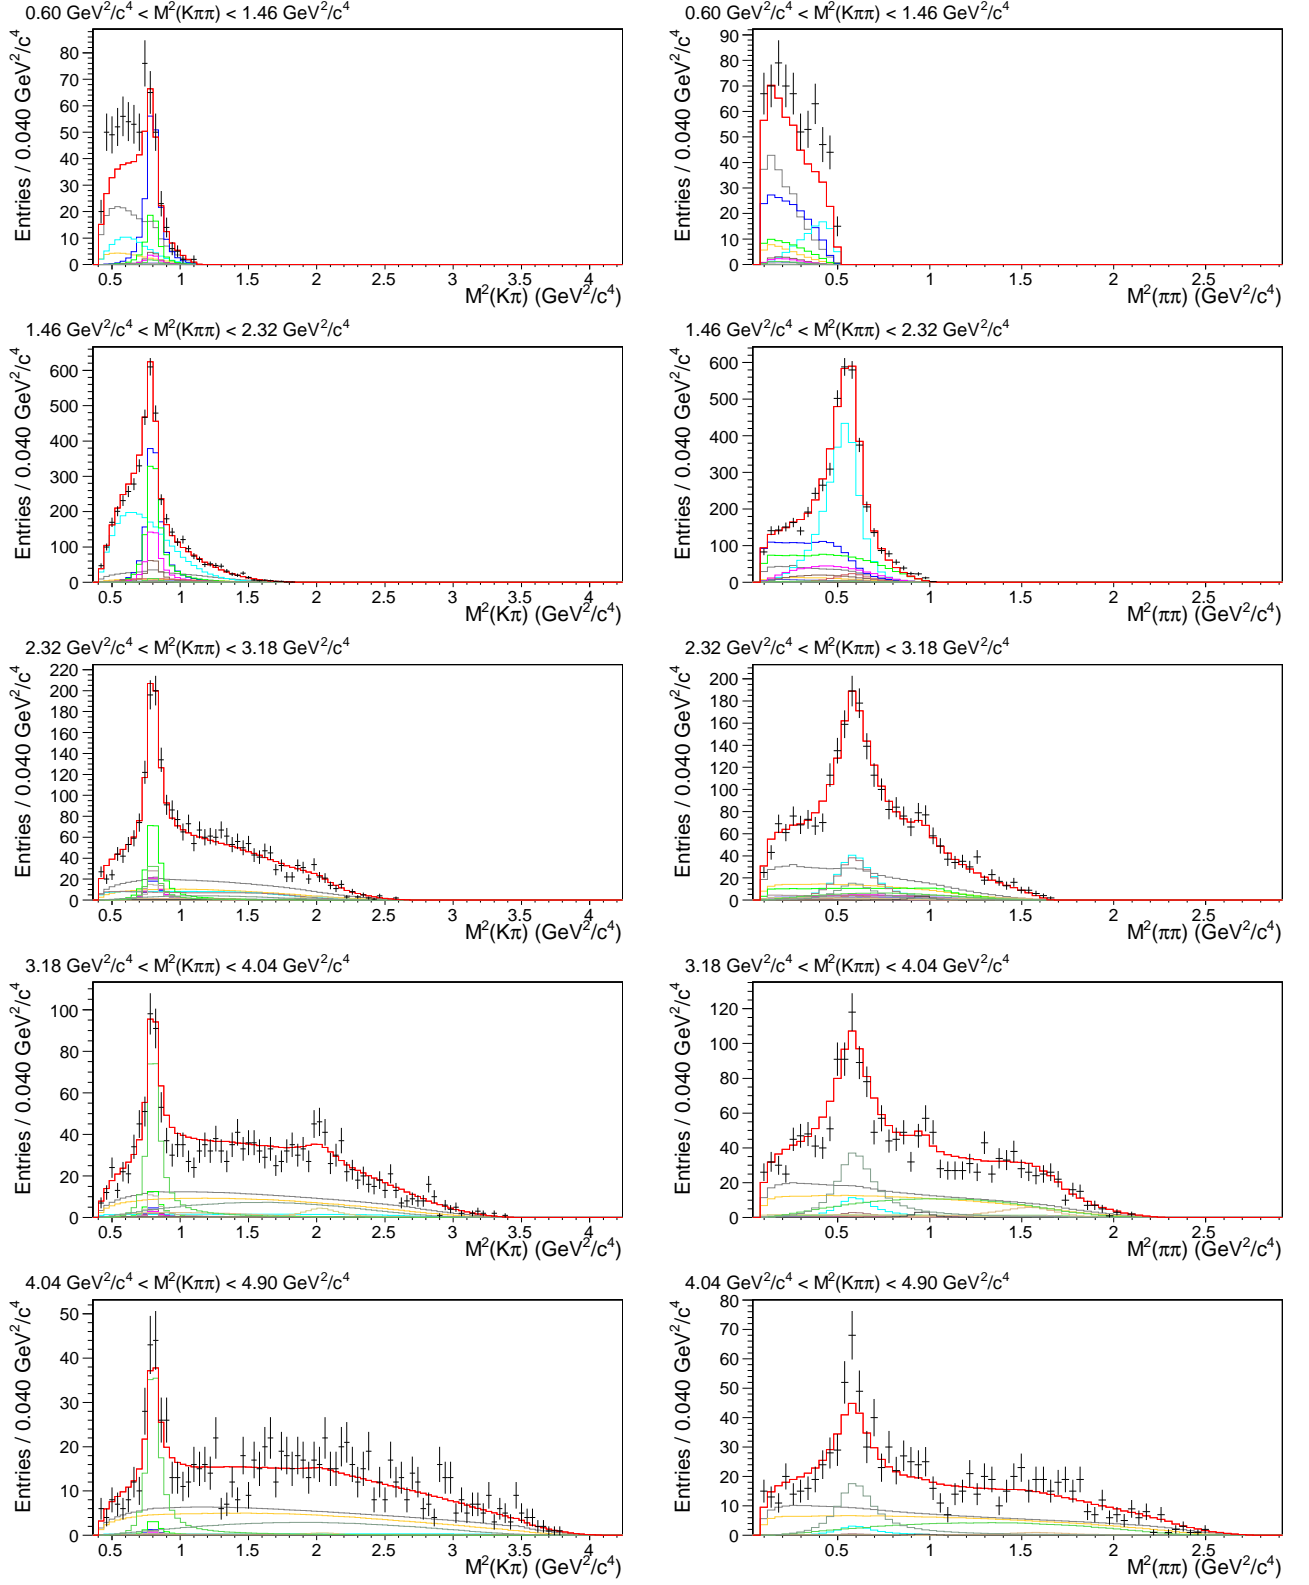 0.60 GeV²/c⁴ < M²(Kππ) < 1.46 GeV²/c⁴
Entries / 0.040 GeV²/c⁴
0 10 20 30 40 50 60 70 80
0.5 1 1.5 2 2.5 3 3.5 4
M²(Kπ) (GeV²/c⁴)
0.60 GeV²/c⁴ < M²(Kππ) < 1.46 GeV²/c⁴
Entries / 0.040 GeV²/c⁴
0 10 20 30 40 50 60 70 80 90
0.5 1 1.5 2 2.5
M²(ππ) (GeV²/c⁴)
1.46 GeV²/c⁴ < M²(Kππ) < 2.32 GeV²/c⁴
Entries / 0.040 GeV²/c⁴
0 100 200 300 400 500 600
0.5 1 1.5 2 2.5 3 3.5 4
M²(Kπ) (GeV²/c⁴)
1.46 GeV²/c⁴ < M²(Kππ) < 2.32 GeV²/c⁴
Entries / 0.040 GeV²/c⁴
0 100 200 300 400 500 600
0.5 1 1.5 2 2.5
M²(ππ) (GeV²/c⁴)
2.32 GeV²/c⁴ < M²(Kππ) < 3.18 GeV²/c⁴
Entries / 0.040 GeV²/c⁴
0 20 40 60 80 100 120 140 160 180 200 220
0.5 1 1.5 2 2.5 3 3.5 4
M²(Kπ) (GeV²/c⁴)
2.32 GeV²/c⁴ < M²(Kππ) < 3.18 GeV²/c⁴
Entries / 0.040 GeV²/c⁴
0 20 40 60 80 100 120 140 160 180 200
0.5 1 1.5 2 2.5
M²(ππ) (GeV²/c⁴)
3.18 GeV²/c⁴ < M²(Kππ) < 4.04 GeV²/c⁴
Entries / 0.040 GeV²/c⁴
0 20 40 60 80 100
0.5 1 1.5 2 2.5 3 3.5 4
M²(Kπ) (GeV²/c⁴)
3.18 GeV²/c⁴ < M²(Kππ) < 4.04 GeV²/c⁴
Entries / 0.040 GeV²/c⁴
0 20 40 60 80 100 120
0.5 1 1.5 2 2.5
M²(ππ) (GeV²/c⁴)
4.04 GeV²/c⁴ < M²(Kππ) < 4.90 GeV²/c⁴
Entries / 0.040 GeV²/c⁴
0 10 20 30 40 50
0.5 1 1.5 2 2.5 3 3.5 4
M²(Kπ) (GeV²/c⁴)
4.04 GeV²/c⁴ < M²(Kππ) < 4.90 GeV²/c⁴
Entries / 0.040 GeV²/c⁴
0 10 20 30 40 50 60 70 80
0.5 1 1.5 2 2.5
M²(ππ) (GeV²/c⁴)